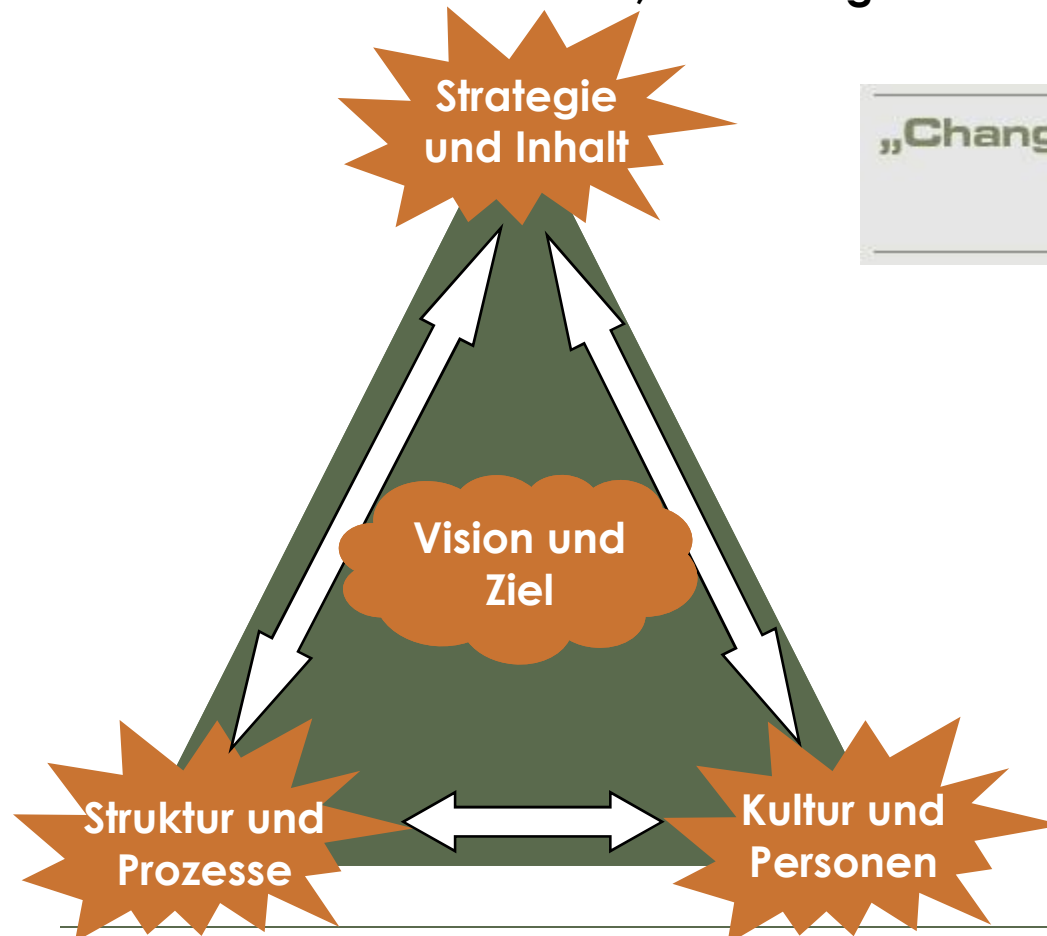 Strategie
und Inhalt
„Chang
Vision und
Ziel
Struktur und
Prozesse
Kultur und
Personen